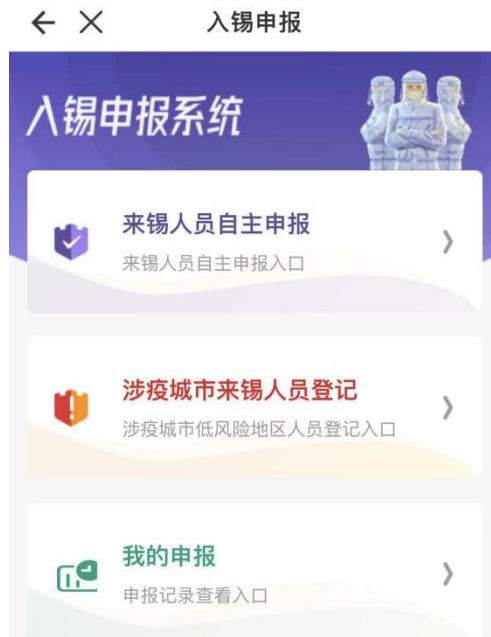 入锡申报
入锡申报系统
来锡人员自主申报
来锡人员自主申报入口
涉疫城市来锡人员登记
涉疫城市低风险地区人员登记入口
我的申报
申报记录查看入口